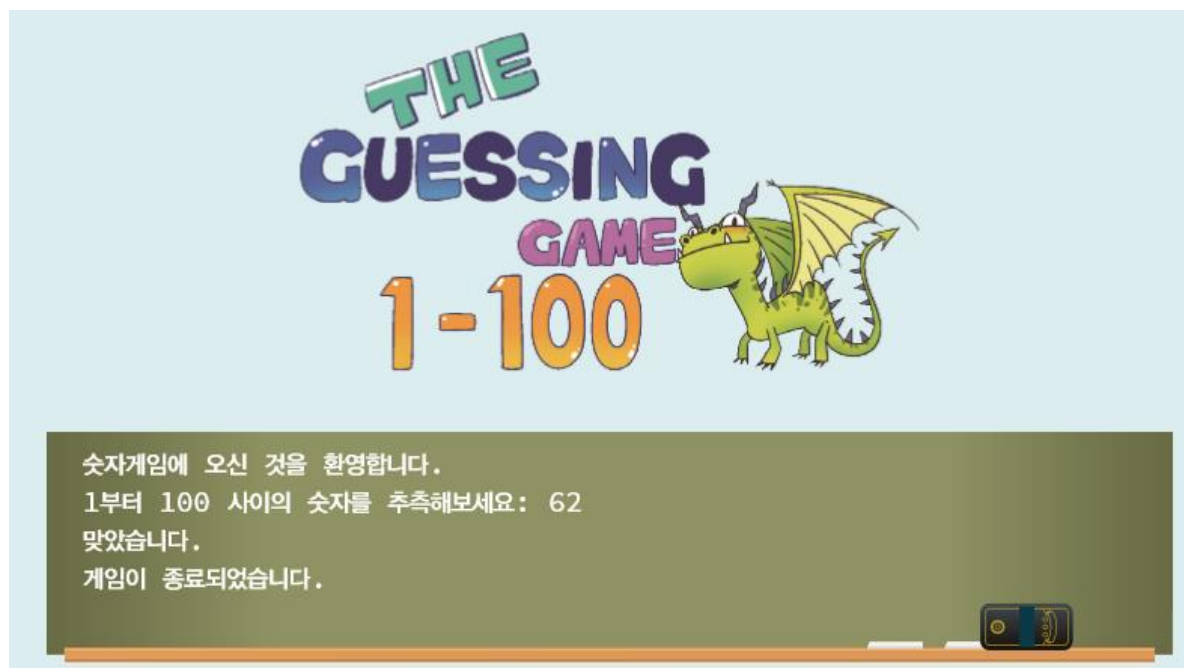 THE
GUESSING
GAME
1-100
숫자게임에 오신 것을 환영합니다.
1부터 100 사이의 숫자를 추측해보세요: 62
맞았습니다.
게임이 종료되었습니다.